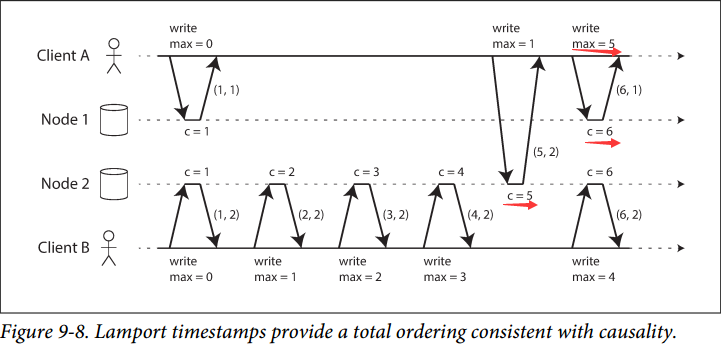 write
max = 0
write
max = 1
write
max = 5
Client A
(1, 1)
(6, 1)
Node 1
c = 1
c = 6
(5, 2)
c = 1
c = 2
c = 3
c = 4
c = 6
Node 2
c = 5
(1, 2)
(2, 2)
(3, 2)
(4, 2)
(6, 2)
Client B
write
max = 0
write
max = 1
write
max = 2
write
max = 3
write
max = 4
Figure 9-8. Lamport timestamps provide a total ordering consistent with causality.